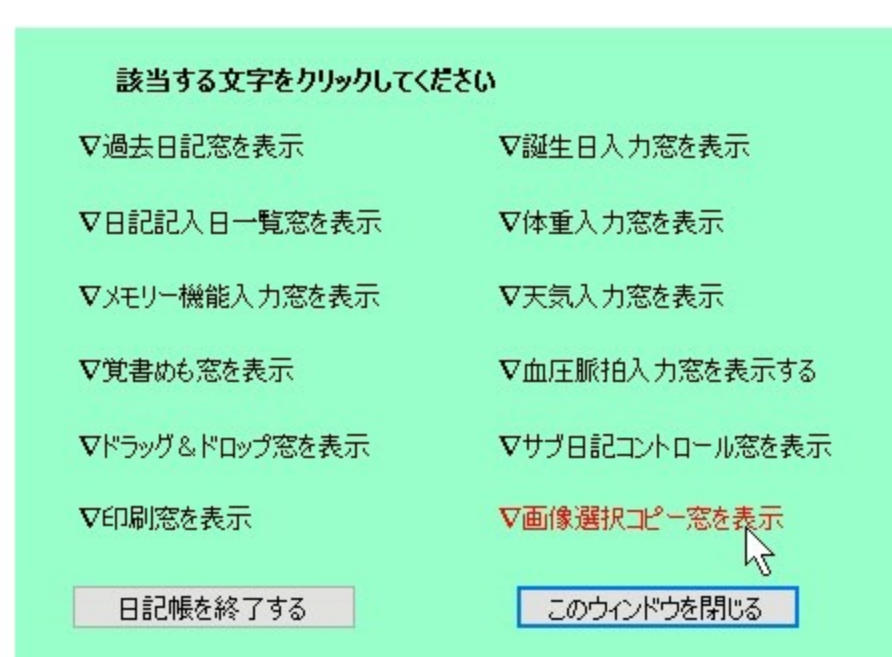 該当する文字をクリックしてください
▽過去日記窓を表示
▽誕生日入力窓を表示
▽日記記入日一覧窓を表示
▽体重入力窓を表示
▽メモリー機能入力窓を表示
▽天気入力窓を表示
▽覚書めも窓を表示
▽血圧脈拍入力窓を表示する
▽ドラッグ＆ドロップ窓を表示
▽サブ日記コントロール窓を表示
▽印刷窓を表示
▽画像選択コピー窓を表示
日記帳を終了する
このウィンドウを閉じる